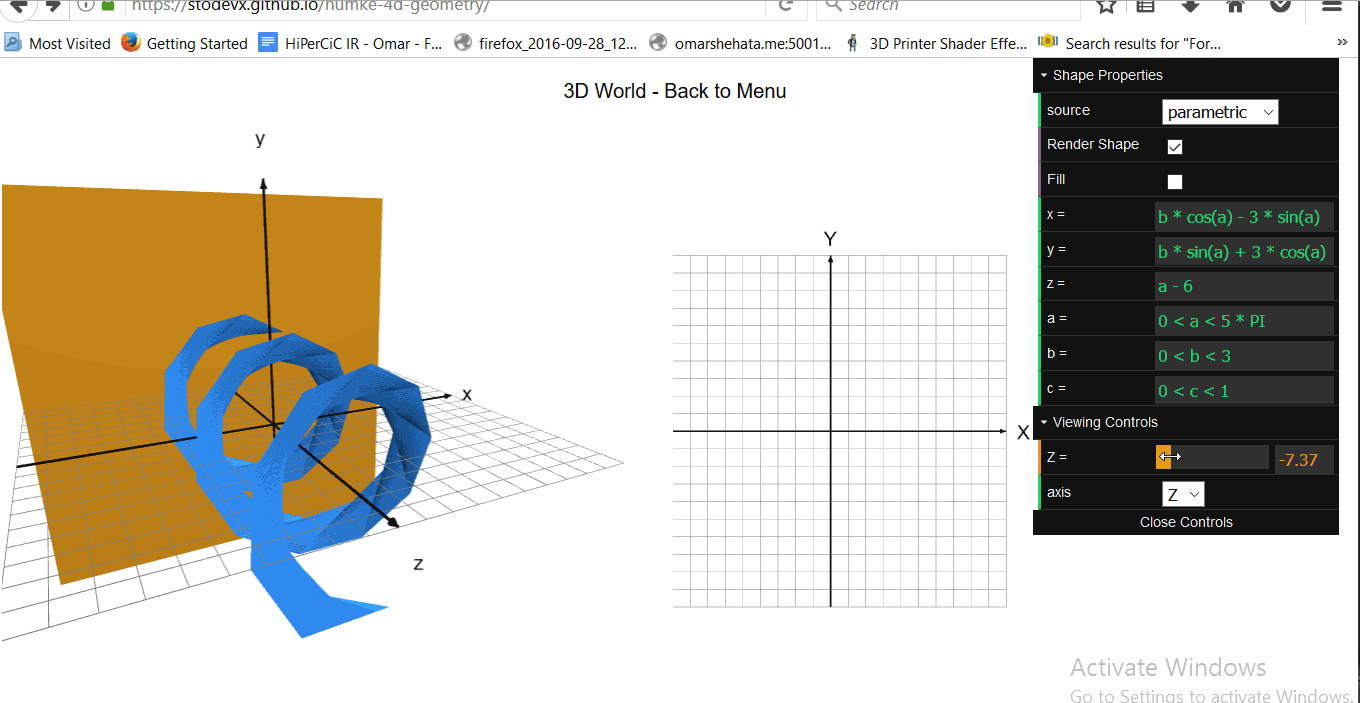 https://stodevx.github.io/numke-4d-geometry/
Search
Most Visited
Getting Started
HiPerCiC IR - Omar - F...
firefox_2016-09-28_12...
omarshehata.me:5001...
3D Printer Shader Effe...
Search results for "For...
»
3D World - Back to Menu
y
x
z
Y
X
Shape Properties
source parametric
Render Shape
Fill
x = b * cos(a) - 3 * sin(a)
y = b * sin(a) + 3 * cos(a)
z = a - 6
a = 0 < a < 5 * PI
b = 0 < b < 3
c = 0 < c < 1
Viewing Controls
Z = -7.37
axis Z
Close Controls
Activate Windows
Go to Settings to activate Windows.